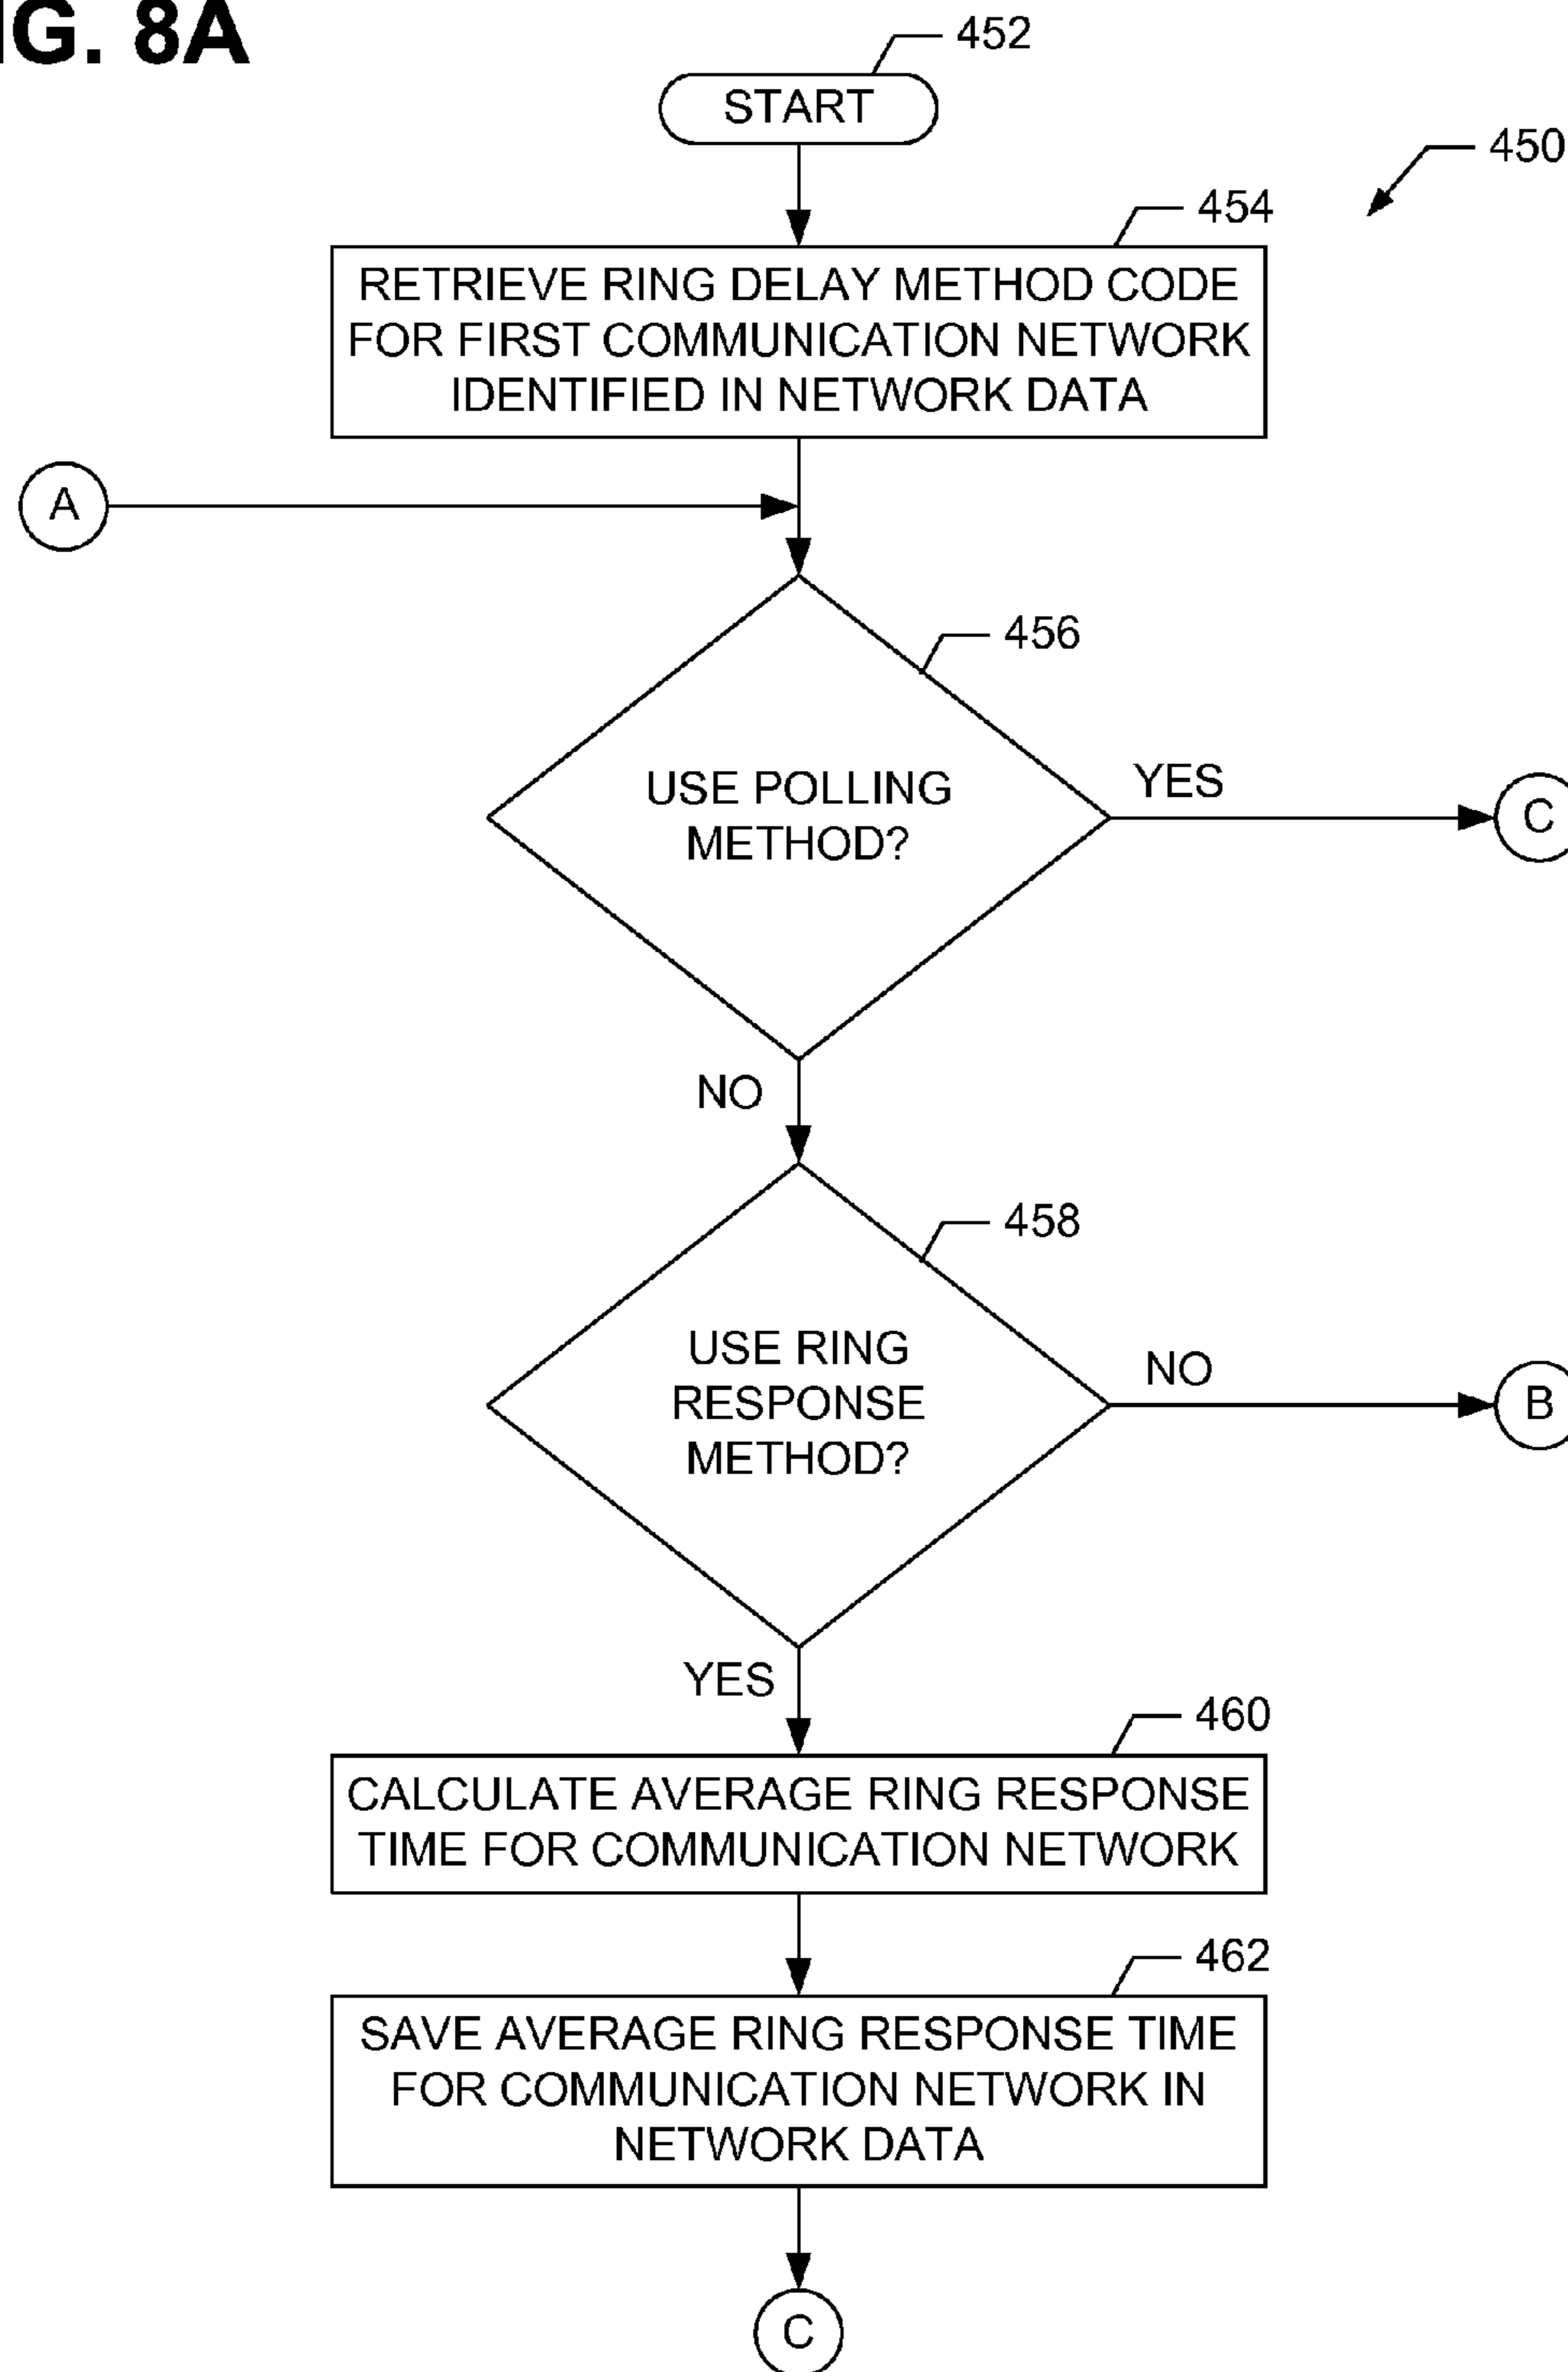 G. 8A
452
START
450
454
RETRIEVE RING DELAY METHOD CODE
FOR FIRST COMMUNICATION NETWORK
IDENTIFIED IN NETWORK DATA
A
456
USE POLLING
METHOD?
YES
C
NO
458
USE RING
RESPONSE
METHOD?
NO
B
YES
460
CALCULATE AVERAGE RING RESPONSE
TIME FOR COMMUNICATION NETWORK
462
SAVE AVERAGE RING RESPONSE TIME
FOR COMMUNICATION NETWORK IN
NETWORK DATA
C